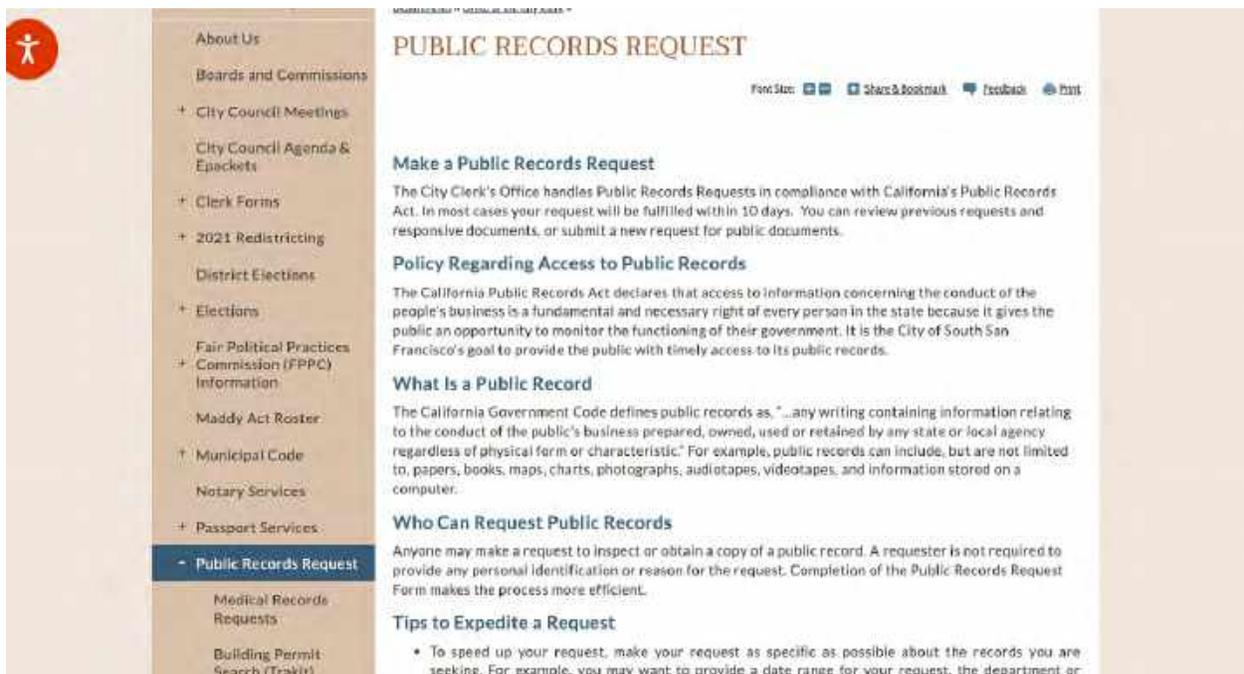 About Us
Boards and Commissions
+ City Council Meetings
City Council Agenda &
Epackets
+ Clerk Forms
+ 2021 Redistricting
District Elections
+ Elections
Fair Political Practices
+ Commission (FPPC)
Information
Maddy Act Roster
+ Municipal Code
Notary Services
+ Passport Services
- Public Records Request
Medical Records
Requests
Building Permit
Search (Trakit)
PUBLIC RECORDS REQUEST
Font Size: + - + Share & Bookmark Feedback Print
Make a Public Records Request
The City Clerk's Office handles Public Records Requests in compliance with California's Public Records
Act. In most cases your request will be fulfilled within 10 days. You can review previous requests and
responsive documents, or submit a new request for public documents.
Policy Regarding Access to Public Records
The California Public Records Act declares that access to information concerning the conduct of the
people's business is a fundamental and necessary right of every person in the state because it gives the
public an opportunity to monitor the functioning of their government. It is the City of South San
Francisco's goal to provide the public with timely access to its public records.
What Is a Public Record
The California Government Code defines public records as, "...any writing containing information relating
to the conduct of the public's business prepared, owned, used or retained by any state or local agency
regardless of physical form or characteristic." For example, public records can include, but are not limited
to, papers, books, maps, charts, photographs, audiotapes, videotapes, and information stored on a
computer.
Who Can Request Public Records
Anyone may make a request to inspect or obtain a copy of a public record. A requester is not required to
provide any personal identification or reason for the request. Completion of the Public Records Request
Form makes the process more efficient.
Tips to Expedite a Request
• To speed up your request, make your request as specific as possible about the records you are
seeking. For example, you may want to provide a date range for your request, the department or